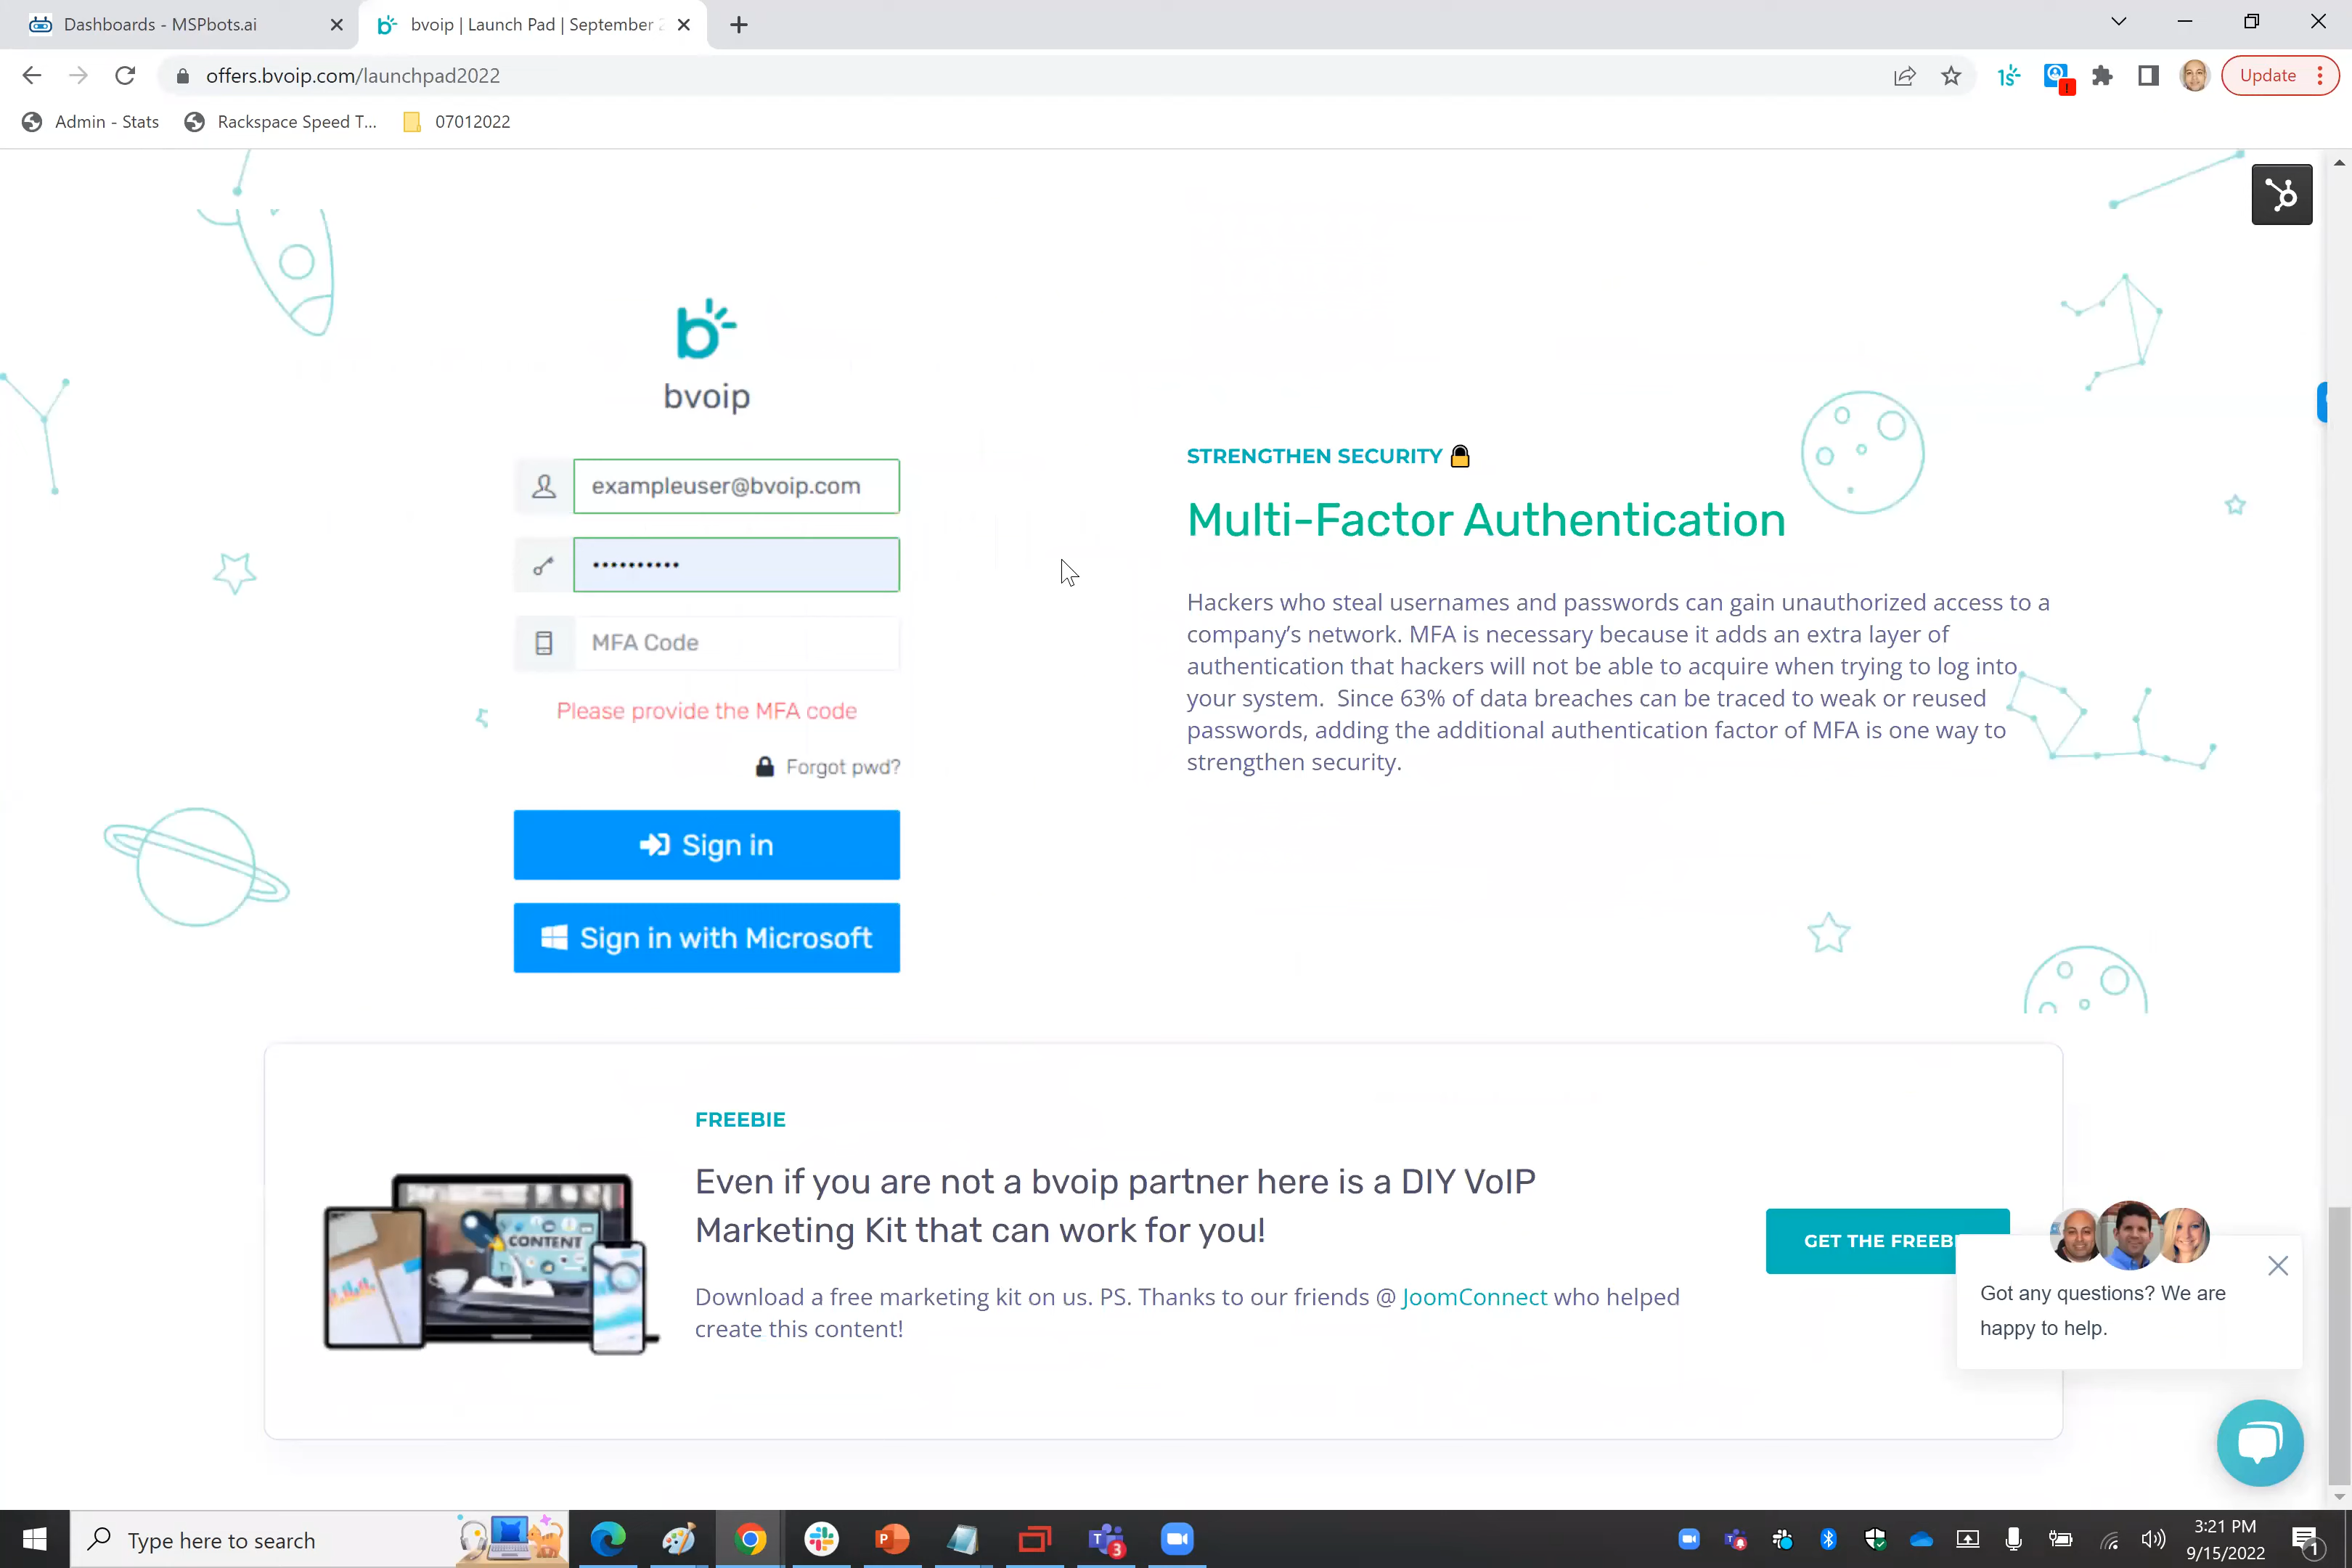 Dashboards - MSPbots.ai
bvoip | Launch Pad | September 2
offers.bvoip.com/launchpad2022
1s
Update
Admin - Stats
Rackspace Speed T...
07012022
b
bvoip
exampleuser@bvoip.com
MFA Code
Please provide the MFA code
Forgot pwd?
Sign in
Sign in with Microsoft
STRENGTHEN SECURITY
Multi-Factor Authentication
Hackers who steal usernames and passwords can gain unauthorized access to a
company’s network. MFA is necessary because it adds an extra layer of
authentication that hackers will not be able to acquire when trying to log into
your system.  Since 63% of data breaches can be traced to weak or reused
passwords, adding the additional authentication factor of MFA is one way to
strengthen security.
FREEBIE
Even if you are not a bvoip partner here is a DIY VoIP
Marketing Kit that can work for you!
Download a free marketing kit on us. PS. Thanks to our friends @ JoomConnect who helped
create this content!
CONTENT
GET THE FREEB
Got any questions? We are
happy to help.
Type here to search
3
3:21 PM
9/15/2022
1